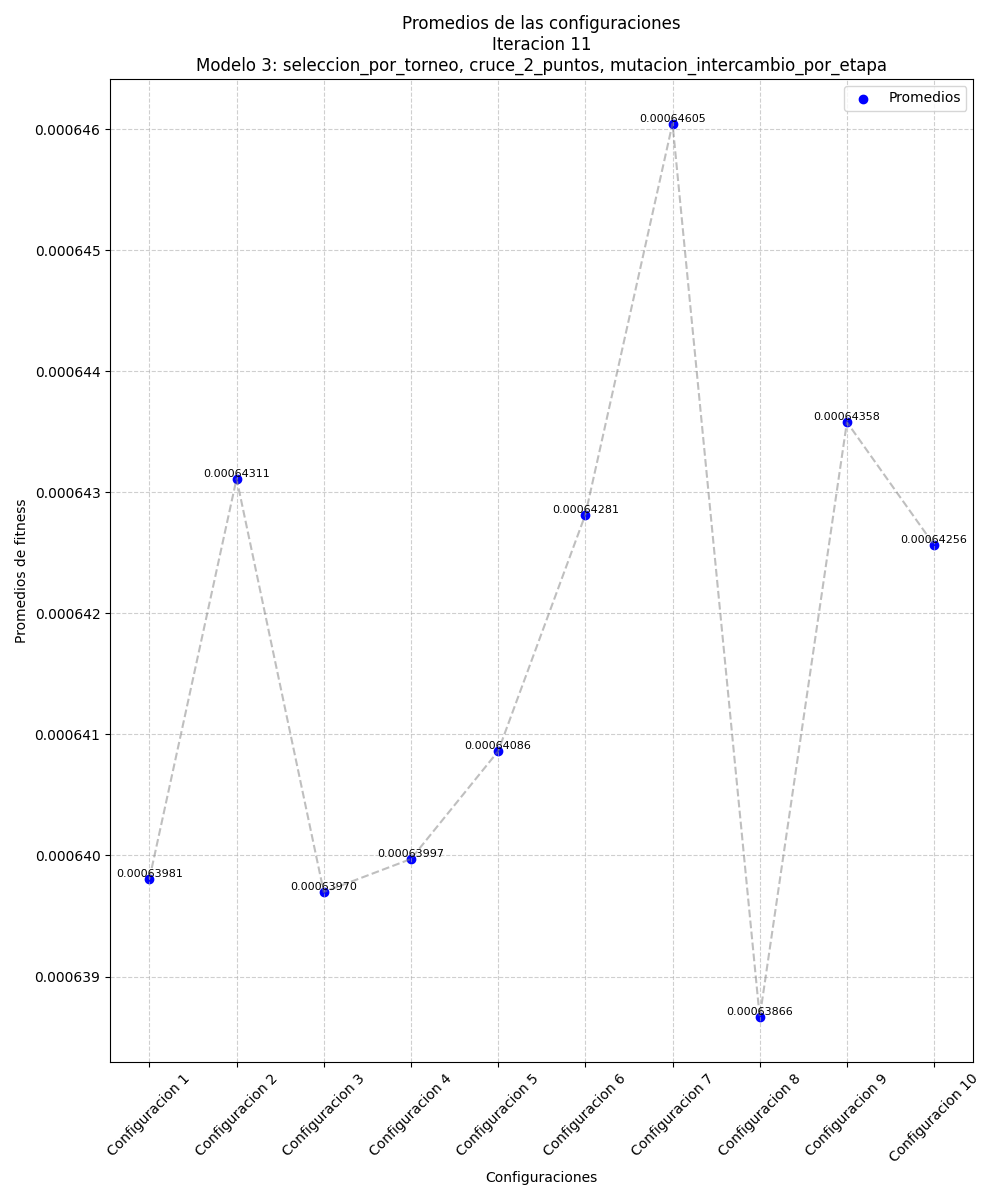 Promedios de las configuraciones
Iteracion 11
Modelo 3: seleccion_por_torneo, cruce_2_puntos, mutacion_intercambio_por_etapa
Promedios
0.000646
0.000645
0.000644
0.000643
0.000642
0.000641
0.000640
0.000639
Promedios de fitness
0.00063981
0.00064311
0.00063970
0.00063997
0.00064086
0.00064281
0.00064605
0.00063866
0.00064358
0.00064256
Configuracion 1
Configuracion 2
Configuracion 3
Configuracion 4
Configuracion 5
Configuracion 6
Configuracion 7
Configuracion 8
Configuracion 9
Configuracion 10
Configuraciones